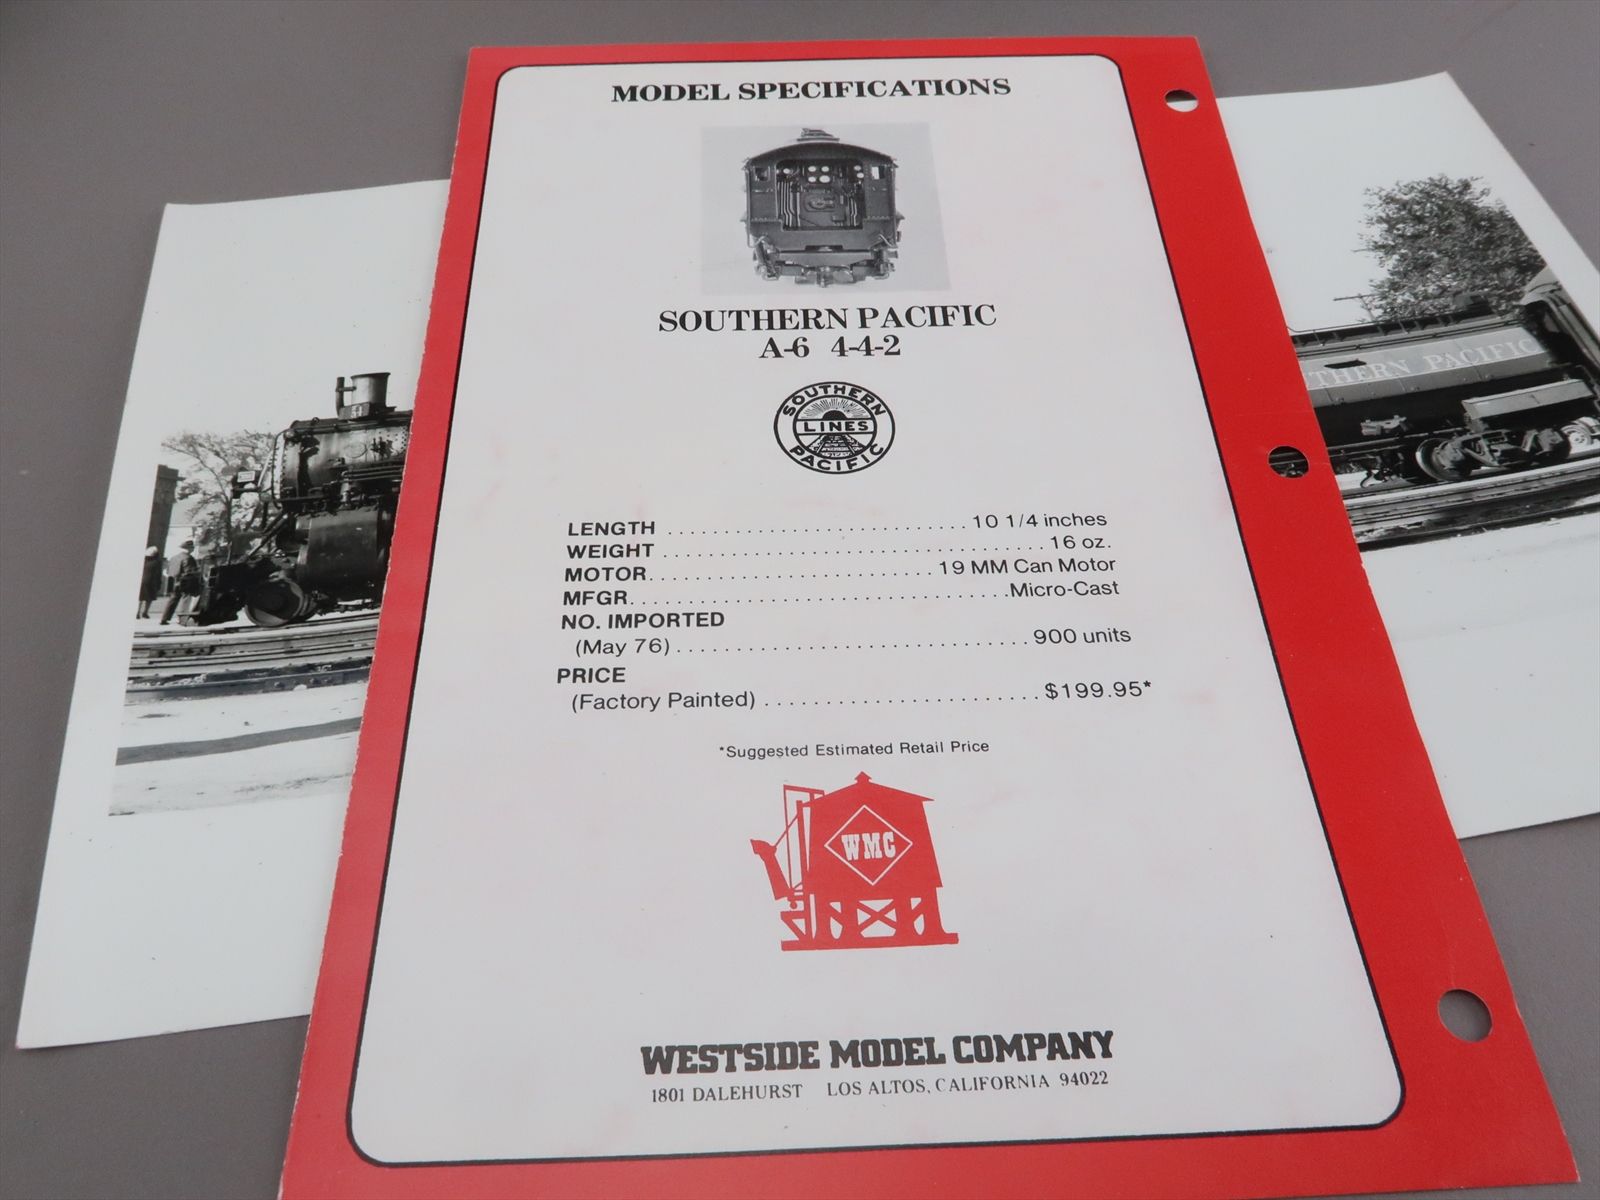 MODEL SPECIFICATIONS
SOUTHERN PACIFIC
A-6 4-4-2
SOUTHERN
LINES
PACIFIC
LENGTH . . . . . . . . . . . . . . . . . . . . . . . . . . 10 1/4 inches
WEIGHT . . . . . . . . . . . . . . . . . . . . . . . . . . . . . . . . . 16 oz.
MOTOR. . . . . . . . . . . . . . . . . . . . . . . . . 19 MM Can Motor
MFGR. . . . . . . . . . . . . . . . . . . . . . . . . . . . . . . . . Micro-Cast
NO. IMPORTED
(May 76) . . . . . . . . . . . . . . . . . . . . . . . . . . . . . . . 900 units
PRICE
(Factory Painted) . . . . . . . . . . . . . . . . . . . . . . . . $199.95*
*Suggested Estimated Retail Price
WMC
WESTSIDE MODEL COMPANY
1801 DALEHURST LOS ALTOS, CALIFORNIA 94022
THERN PACIFIC